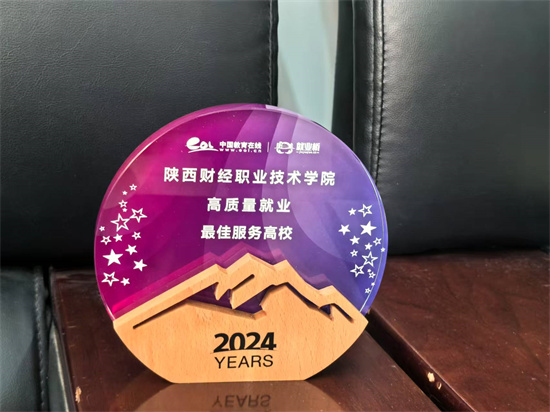 eol 中国教育在线 就业桥
www.eol.cn
陕西财经职业技术学院
高质量就业
最佳服务高校
2024
YEARS